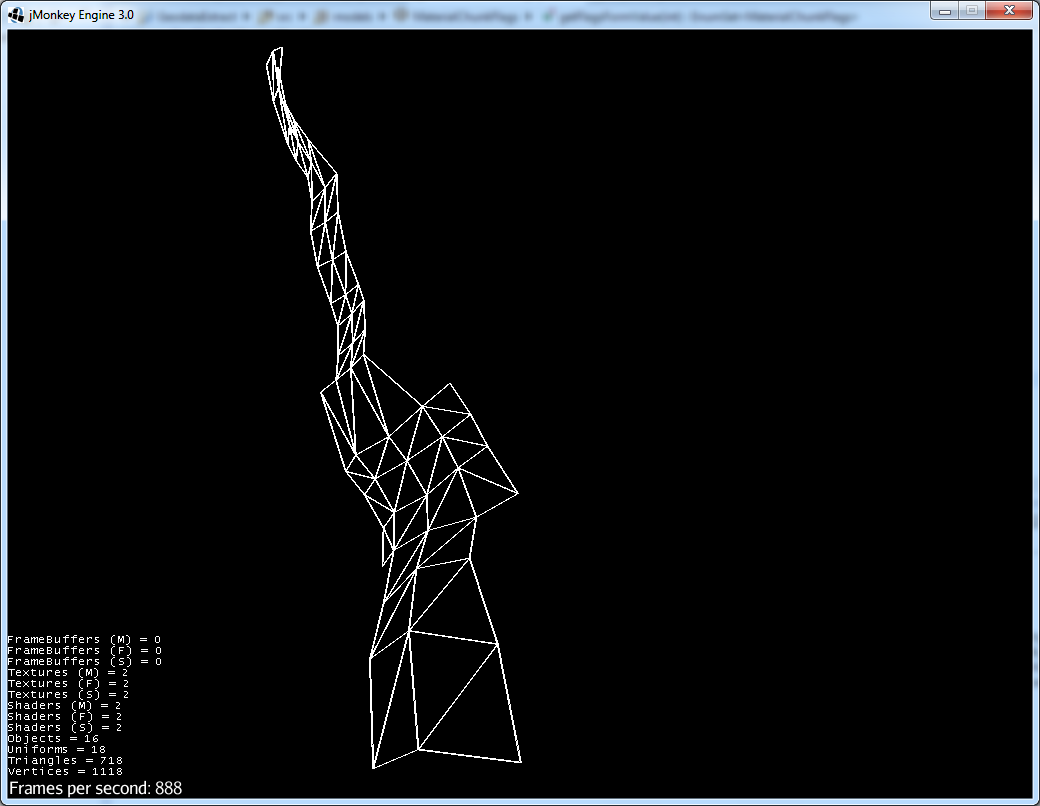 jMonkey Engine 3.0
FrameBuffers (M) = 0
FrameBuffers (F) = 0
FrameBuffers (S) = 0
Textures (M) = 2
Textures (F) = 2
Textures (S) = 2
Shaders (M) = 2
Shaders (F) = 2
Shaders (S) = 2
Objects = 16
Uniforms = 18
Triangles = 718
Vertices = 1118
Frames per second: 888